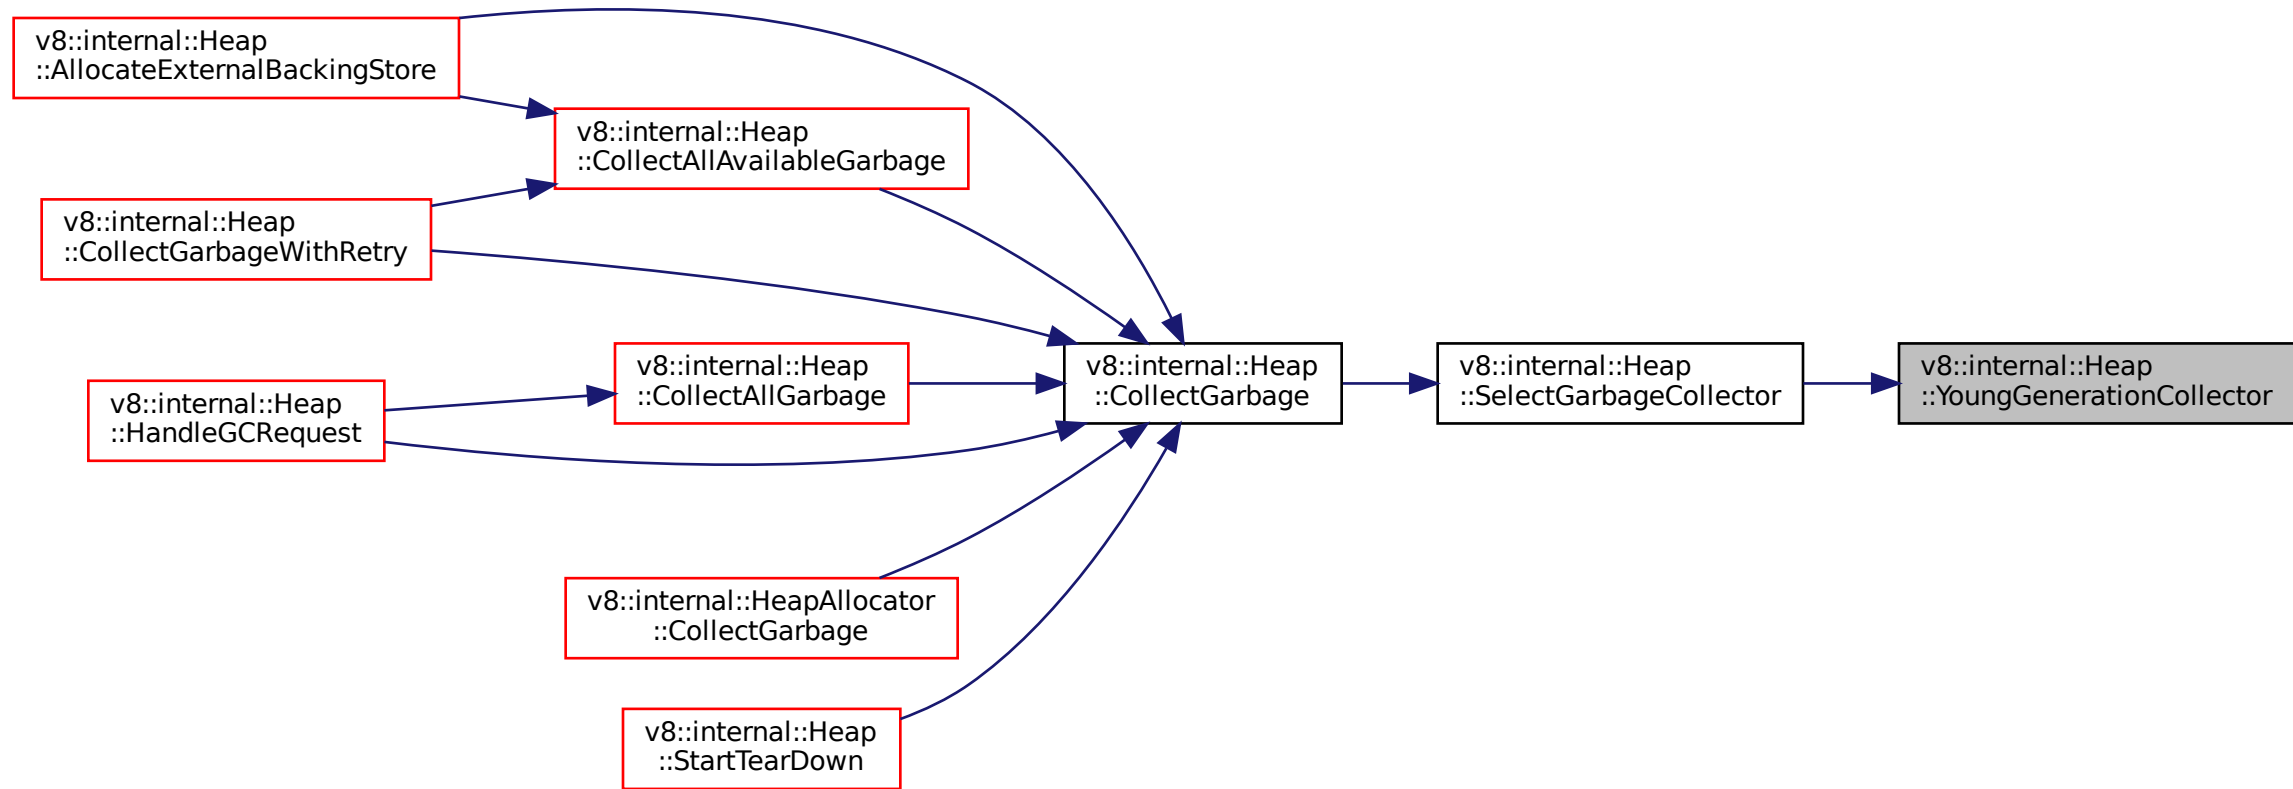 v8::internal::Heap
::AllocateExternalBackingStore
v8::internal::Heap
::CollectAllAvailableGarbage
v8::internal::Heap
::CollectGarbageWithRetry
v8::internal::Heap
::CollectAllGarbage
v8::internal::Heap
::HandleGCRequest
v8::internal::Heap
::CollectGarbage
v8::internal::Heap
::SelectGarbageCollector
v8::internal::Heap
::YoungGenerationCollector
v8::internal::HeapAllocator
::CollectGarbage
v8::internal::Heap
::StartTearDown